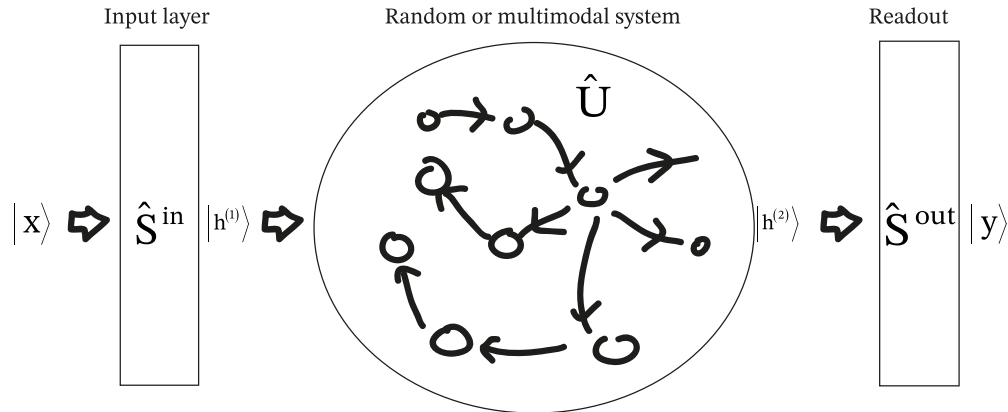 Input layer
Random or multimodal system
Readout
Û
|x⟩
Ŝ^in
|h^(1)⟩
|h^(2)⟩
Ŝ^out
|y⟩